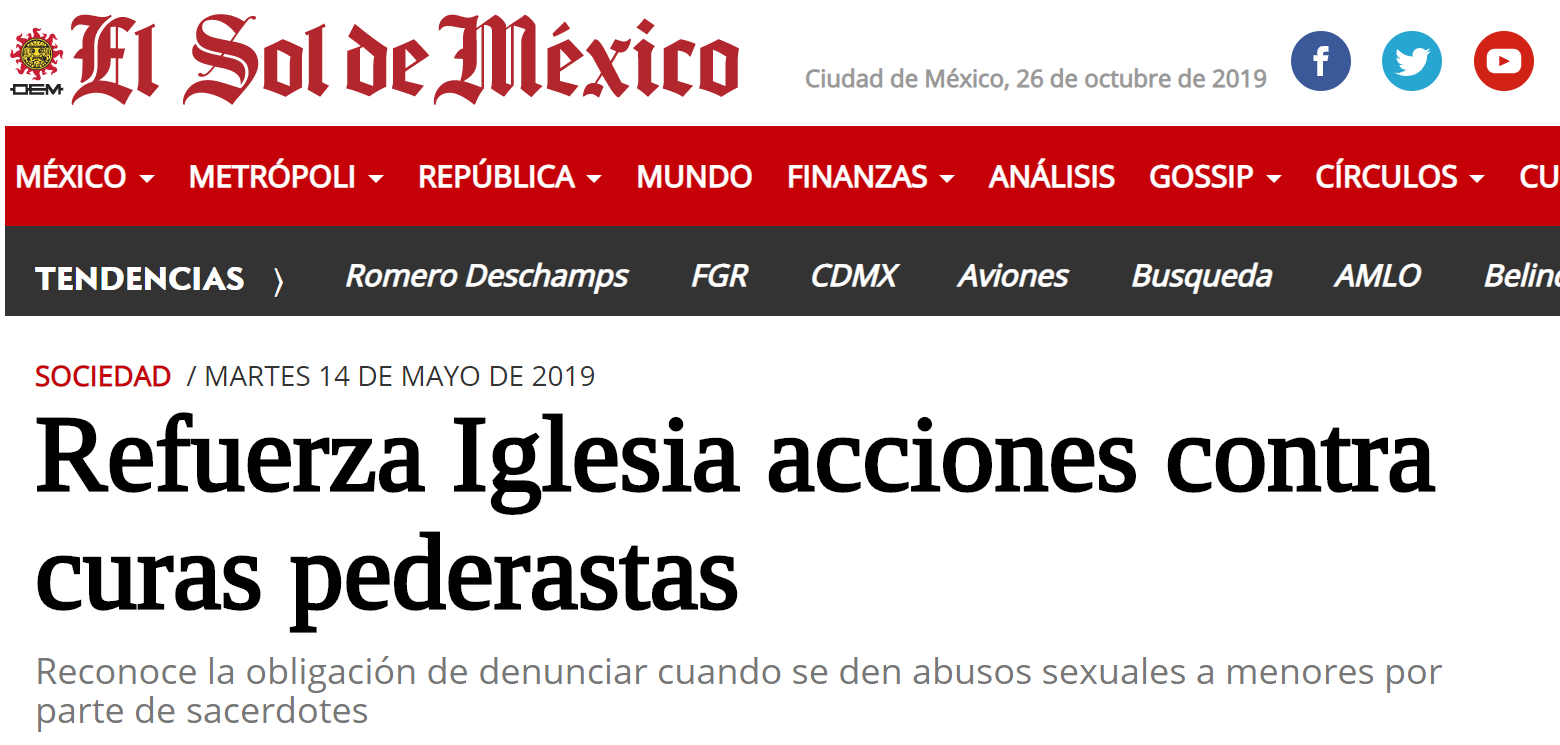 El Sol de México
OEM
Ciudad de México, 26 de octubre de 2019
MÉXICO METRÓPOLI REPÚBLICA MUNDO FINANZAS ANÁLISIS GOSSIP CÍRCULOS CU
TENDENCIAS Romero Deschamps FGR CDMX Aviones Busqueda AMLO Belind
SOCIEDAD / MARTES 14 DE MAYO DE 2019
Refuerza Iglesia acciones contra
curas pederastas
Reconoce la obligación de denunciar cuando se den abusos sexuales a menores por
parte de sacerdotes